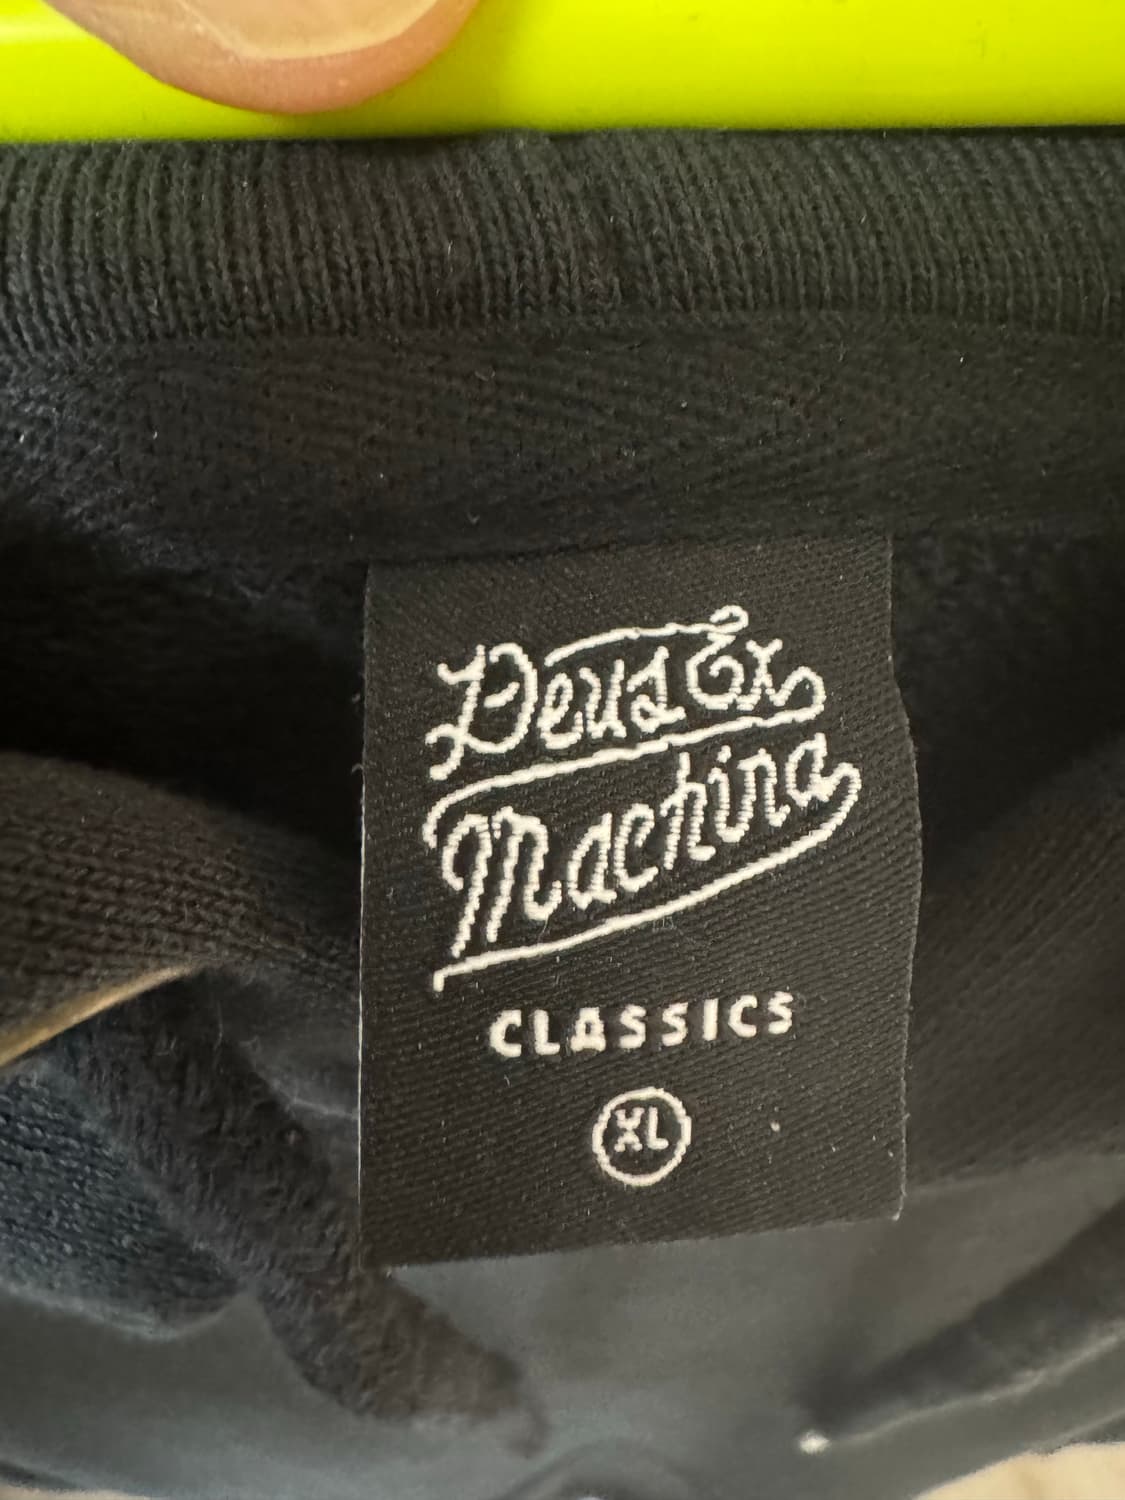 Deus Ex
Machina
CLASSICS
XL